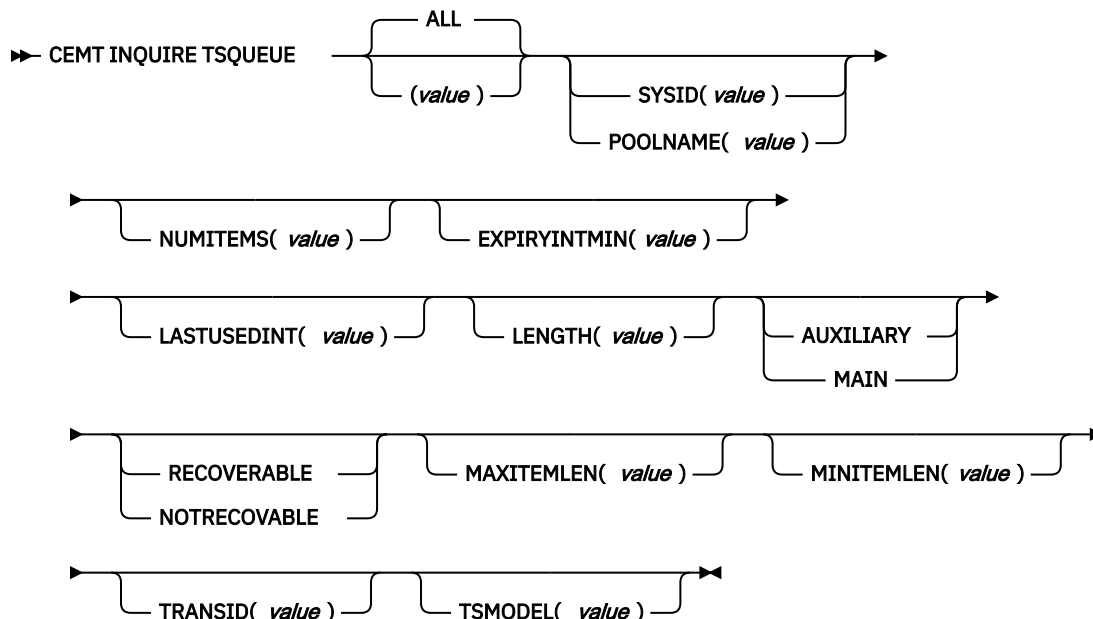 ALL
CEMT INQUIRE TSQUEUE
(value )
SYSID( value )
POOLNAME( value )
NUMITEMS( value ) EXPIRYINTMIN( value )
LASTUSEDINT( value ) LENGTH( value ) AUXILIARY
MAIN
RECOVERABLE MAXITEMLEN( value ) MINITEMLEN( value )
NOTRECOVABLE
TRANSID( value ) TSMODEL( value )